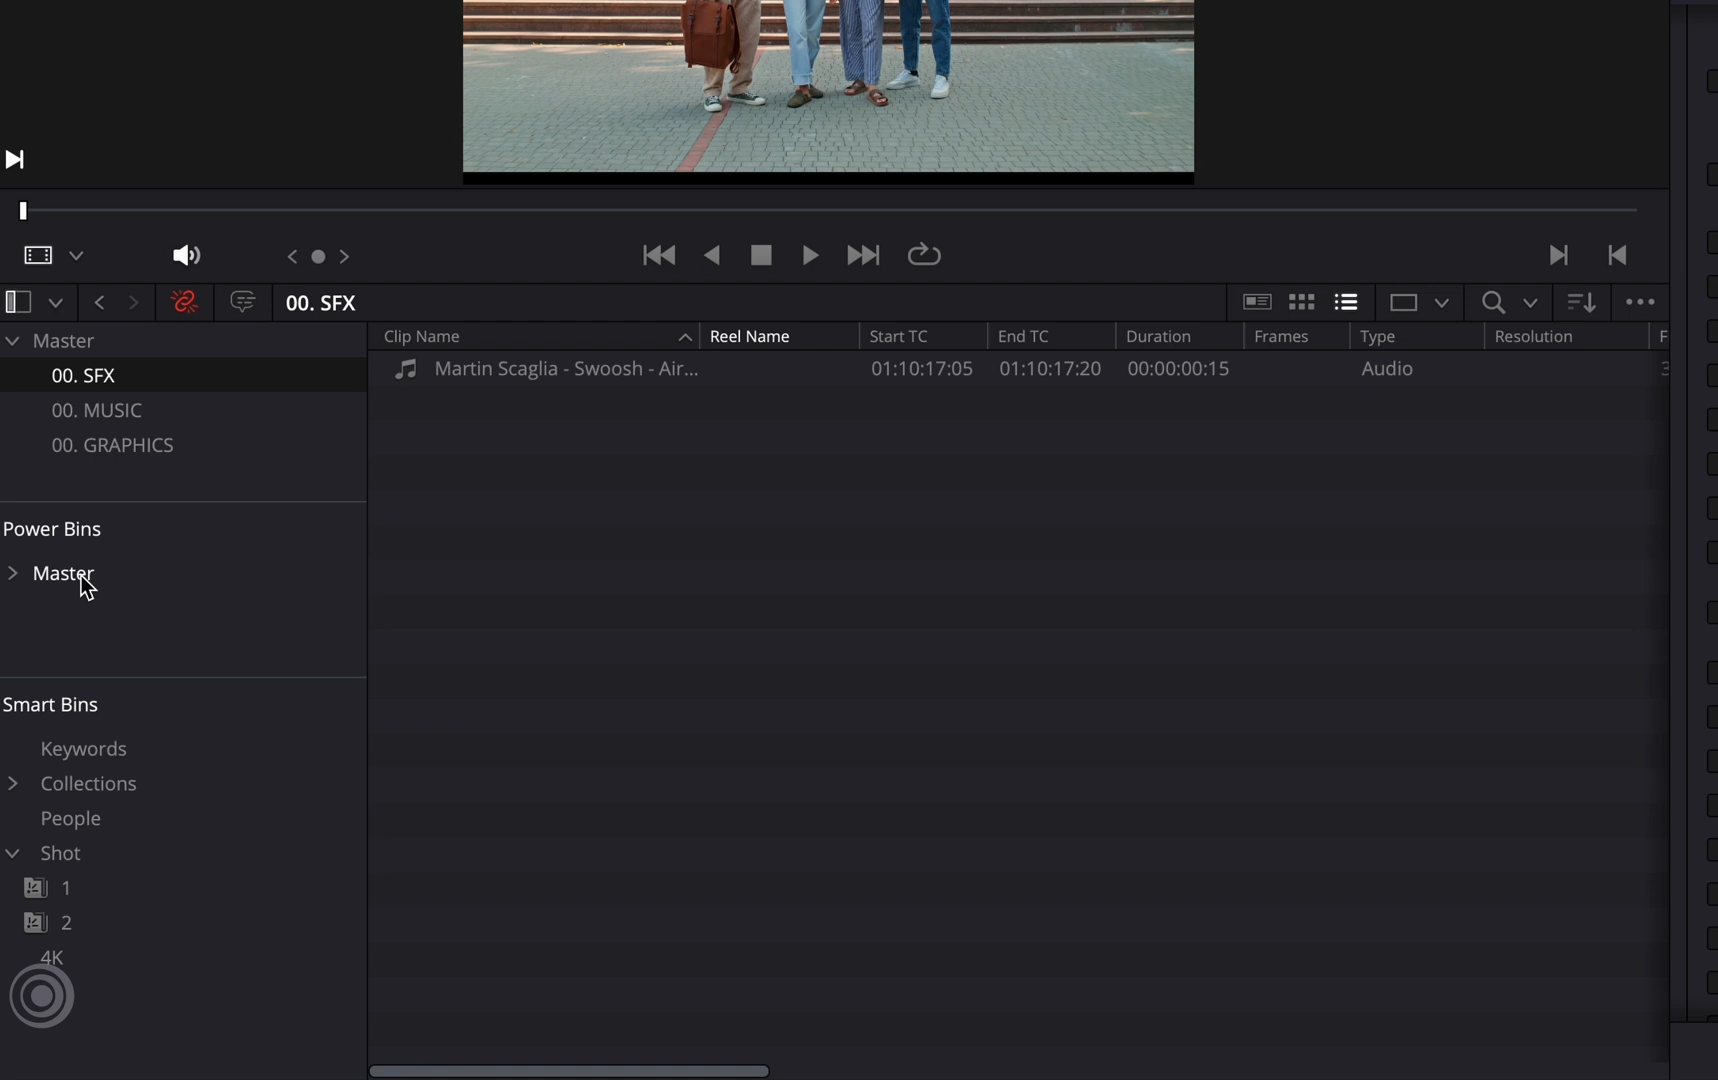 00. SFX
Master
00. SFX
00. MUSIC
00. GRAPHICS
Power Bins
Master
Smart Bins
Keywords
Collections
People
Shot
1
2
4K
Clip Name Reel Name Start TC End TC Duration Frames Type Resolution F
Martin Scaglia - Swoosh - Air... 01:10:17:05 01:10:17:20 00:00:00:15 Audio